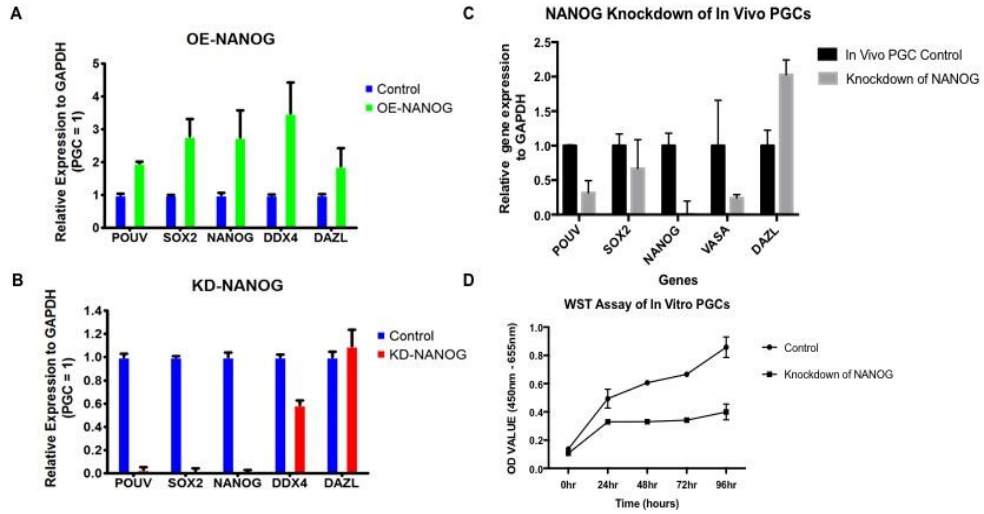 A
OE-NANOG
Relative Expression to GAPDH
(PGC = 1)
5
4
3
2
1
0
POUV SOX2 NANOG DDX4 DAZL
Control
OE-NANOG
B
KD-NANOG
Relative Expression to GAPDH
(PGC = 1)
1.4
1.2
1.0
0.8
0.6
0.4
0.2
0.0
POUV SOX2 NANOG DDX4 DAZL
Control
KD-NANOG
C
NANOG Knockdown of In Vivo PGCs
Relative gene expression
to GAPDH
2.5
2.0
1.5
1.0
0.5
0.0
POUV SOX2 NANOG VASA DAZL
Genes
In Vivo PGC Control
Knockdown of NANOG
D
WST Assay of In Vitro PGCs
OD VALUE (450nm - 655nm)
1.0
0.8
0.6
0.4
0.2
0.0
0hr 24hr 48hr 72hr 96hr
Time (hours)
Control
Knockdown of NANOG